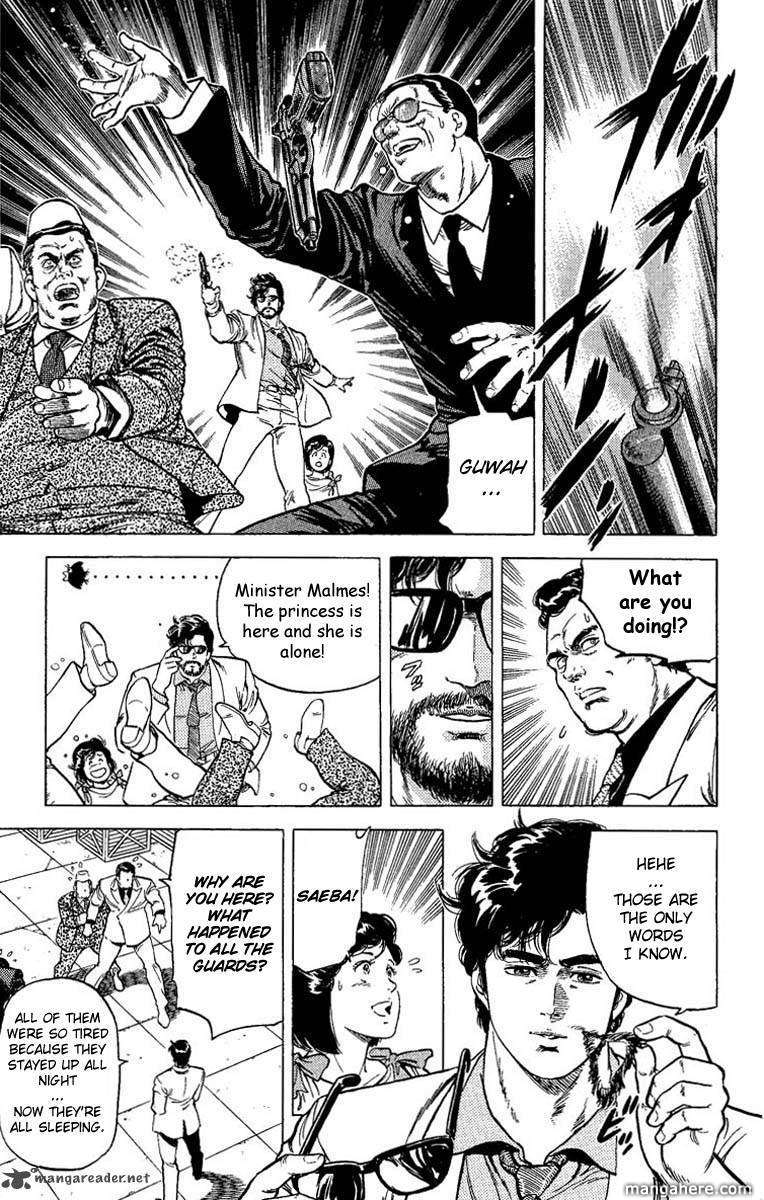 GUWAH
...
What
are you
doing!?
Minister Malmes!
The princess is
here and she is
alone!
HEHE
...
THOSE ARE
THE ONLY
WORDS
I KNOW.
SAEBA!
WHY ARE
YOU HERE?
WHAT
HAPPENED
TO ALL THE
GUARDS?
ALL OF THEM
WERE SO TIRED
BECAUSE THEY
STAYED UP ALL
NIGHT
...
NOW THEY'RE
ALL SLEEPING.
ビ
mangareader.net
mangahere.com